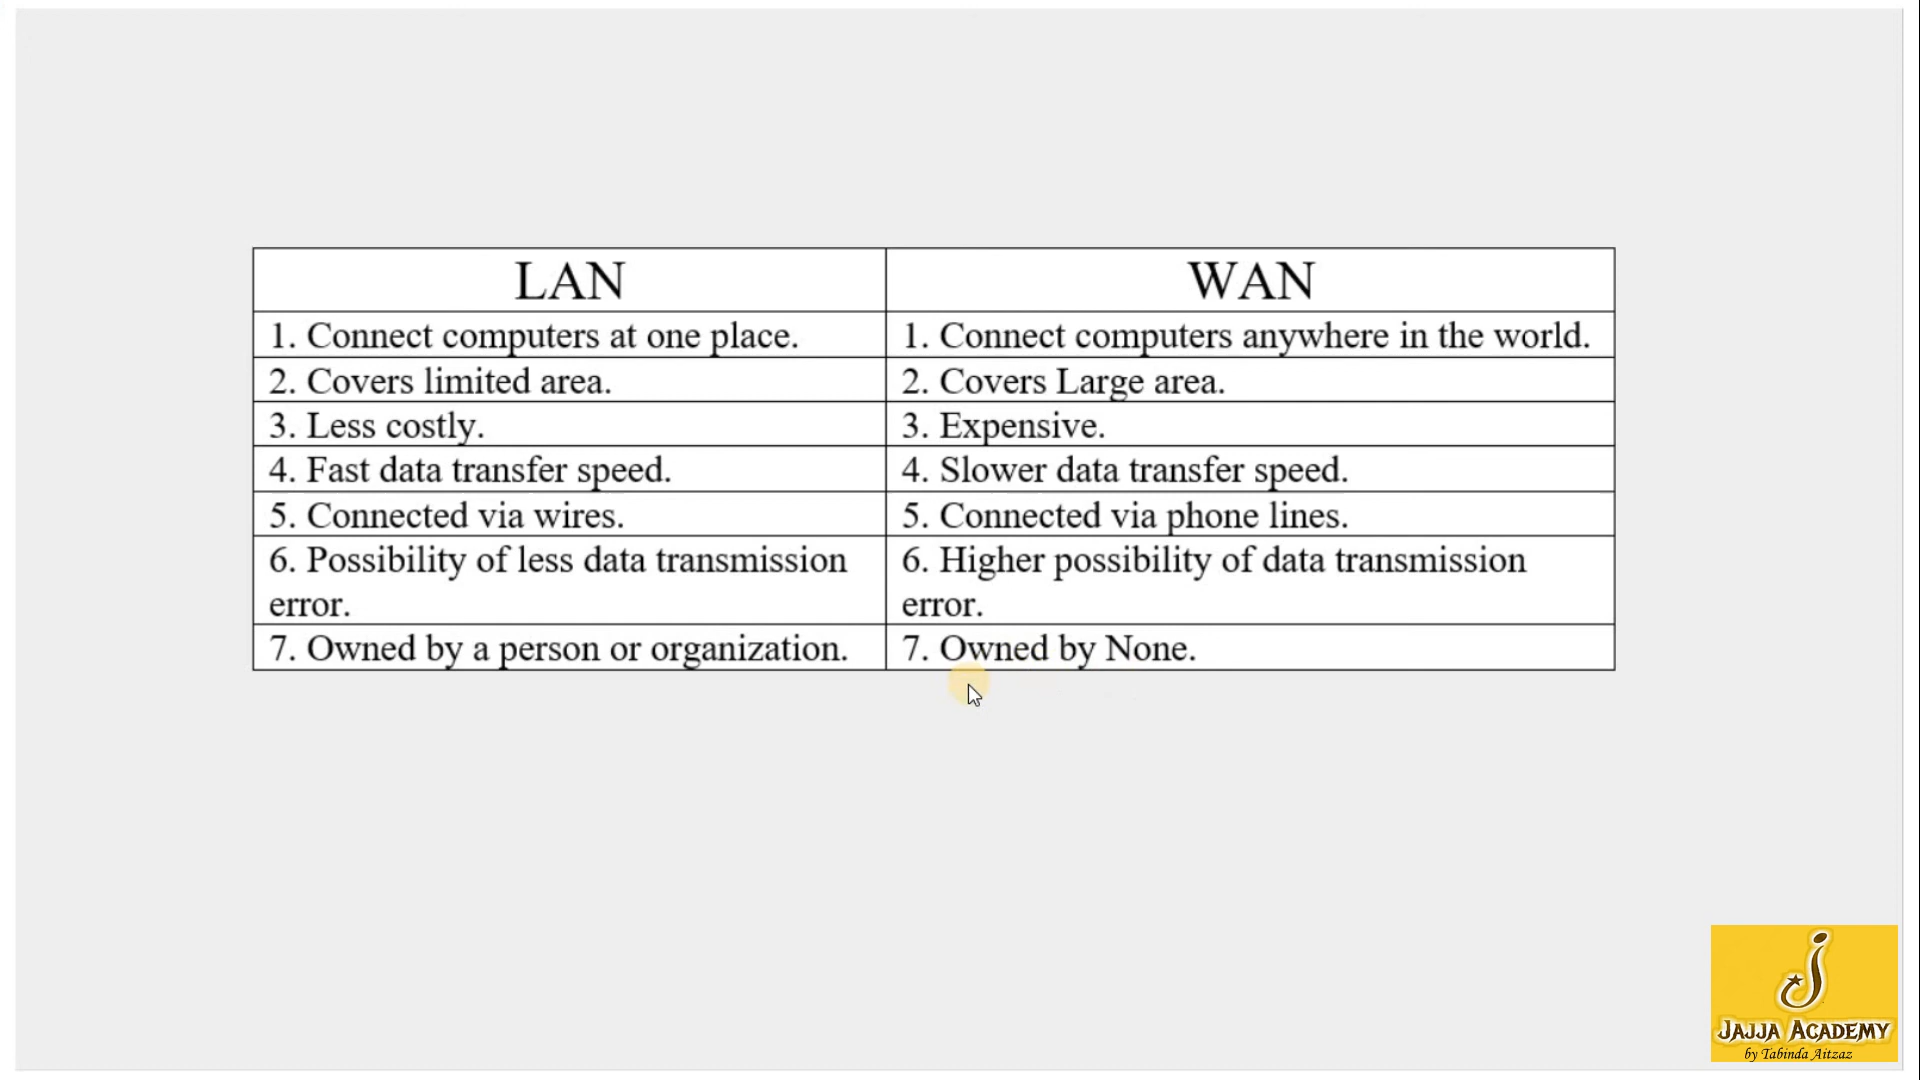 LAN
WAN
1. Connect computers at one place.
1. Connect computers anywhere in the world.
2. Covers limited area.
2. Covers Large area.
3. Less costly.
3. Expensive.
4. Fast data transfer speed.
4. Slower data transfer speed.
5. Connected via wires.
5. Connected via phone lines.
6. Possibility of less data transmission
error.
6. Higher possibility of data transmission
error.
7. Owned by a person or organization.
7. Owned by None.
JAJJA ACADEMY
by Tabinda Aitzaz